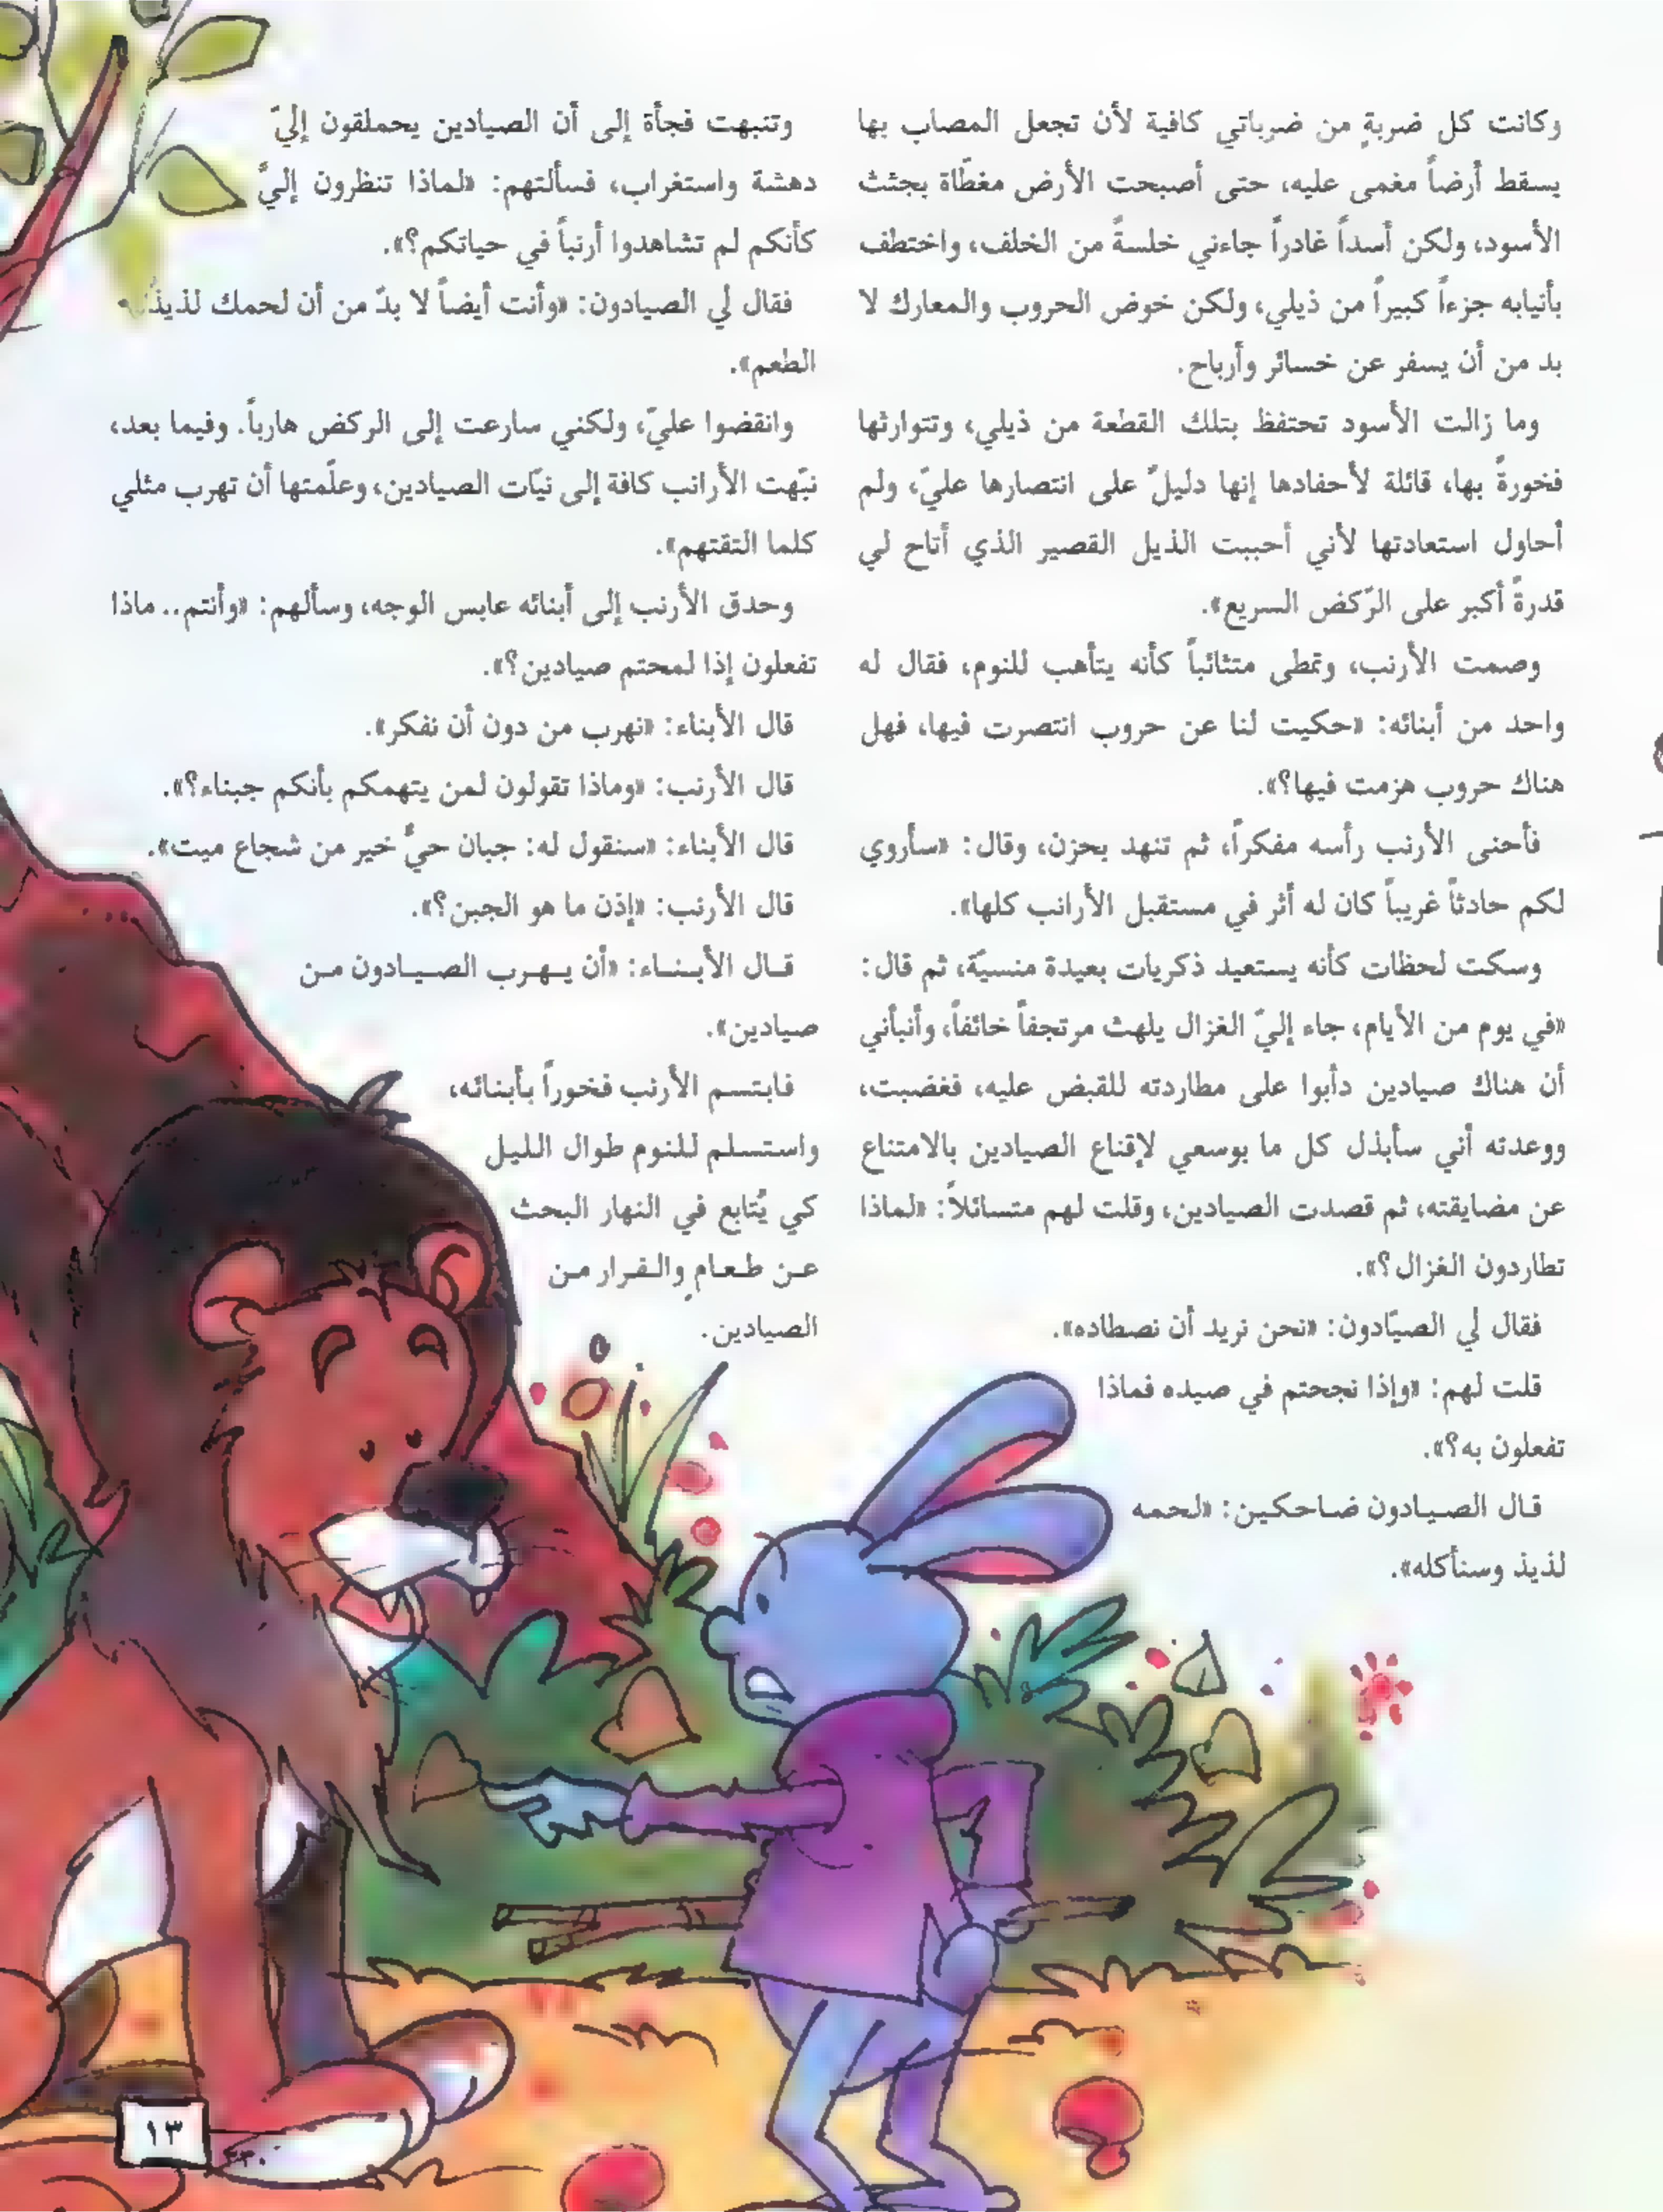 وكانت كل ضربةٍ من ضرباتي كافية لأن تجعل المصاب بها
يسقط أرضاً مغمى عليه، حتى أصبحت الأرض مغطّاة بجثث
الأسود، ولكن أسداً غادراً جاءني خلسةً من الخلف، واختطف
بأنيابه جزءاً كبيراً من ذيلي، ولكن خوض الحروب والمعارك لا
بد من أن يسفر عن خسائر وأرباح.
وما زالت الأسود تحتفظ بتلك القطعة من ذيلي، وتتوارثها
فخورةً بها، قائلة لأحفادها إنها دليلٌ على انتصارها عليّ، ولم
أحاول استعادتها لأني أحببت الذيل القصير الذي أتاح لي
قدرةً أكبر على الرّكض السريع».
وصمت الأرنب، وتمطى متثائباً كأنه يتأهب للنوم، فقال له
واحد من أبنائه: «حكيت لنا عن حروب انتصرت فيها، فهل
هناك حروب هزمت فيها؟».
فأحنى الأرنب رأسه مفكراً، ثم تنهد بحزن، وقال: «سأروي
لكم حادثاً غريباً كان له أثر في مستقبل الأرانب كلها».
وسكت لحظات كأنه يستعيد ذكريات بعيدة منسيّة، ثم قال:
«في يوم من الأيام، جاء إليّ الغزال يلهث مرتجفاً خائفاً، وأنبأني
أن هناك صيادين دأبوا على مطاردته للقبض عليه، فغضبت،
ووعدته أني سأبذل كل ما بوسعي لإقناع الصيادين بالامتناع
عن مضايقته، ثم قصدت الصيادين، وقلت لهم متسائلاً: «لماذا
تطاردون الغزال؟».
فقال لي الصيّادون: «نحن نريد أن نصطاده».
قلت لهم: «وإذا نجحتم في صيده فماذا
تفعلون به؟».
قال الصيادون ضاحكين: «لحمه
لذيذ وسنأكله».
وتنبهت فجأة إلى أن الصيادين يحملقون إليّ
دهشة واستغراب، فسألتهم: «لماذا تنظرون إليّ
كأنكم لم تشاهدوا أرنباً في حياتكم؟».
فقال لي الصيادون: «وأنت أيضاً لا بدّ من أن لحمك لذيذ
الطعم».
وانقضوا عليّ، ولكني سارعت إلى الركض هارباً. وفيما بعد،
نبّهت الأرانب كافة إلى نيّات الصيادين، وعلّمتها أن تهرب مثلي
كلما التقتهم».
وحدق الأرنب إلى أبنائه عابس الوجه، وسألهم: «وأنتم.. ماذا
تفعلون إذا لمحتم صيادين؟».
قال الأبناء: «نهرب من دون أن نفكر».
قال الأرنب: «وماذا تقولون لمن يتهمكم بأنكم جبناء؟».
قال الأبناء: «سنقول له: جبان حيٌّ خير من شجاع ميت».
قال الأرنب: «إذن ما هو الجبن؟».
قال الأبناء: «أن يهرب الصيادون من
صيادين».
فابتسم الأرنب فخوراً بأبنائه،
واستسلم للنوم طوال الليل
كي يُتابع في النهار البحث
عن طعامٍ والفرار من
الصيادين.
١٣